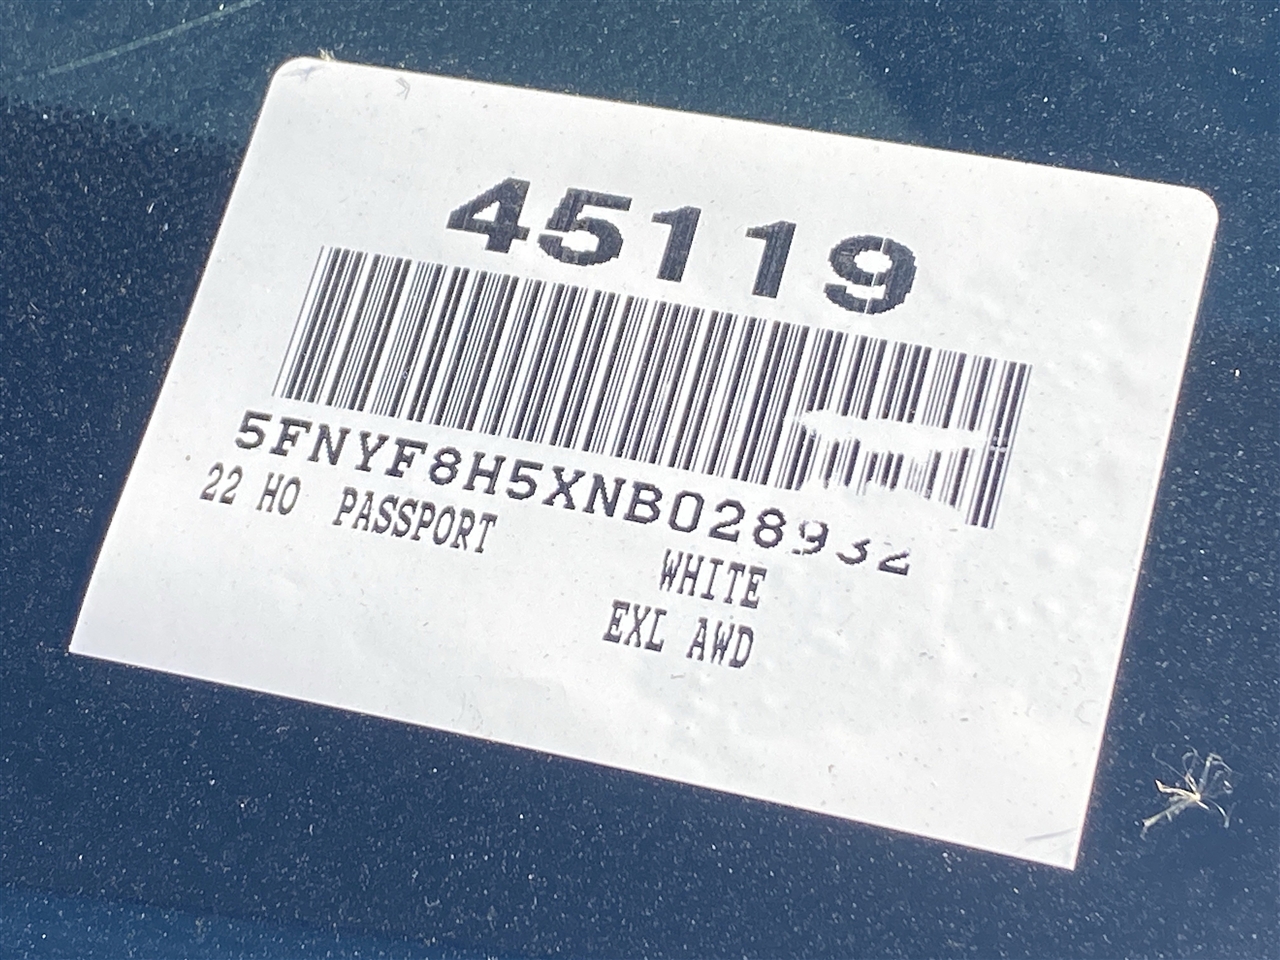 45119
5FNYF8H5XNB028932
22 HO PASSPORT
WHITE
EXL AWD